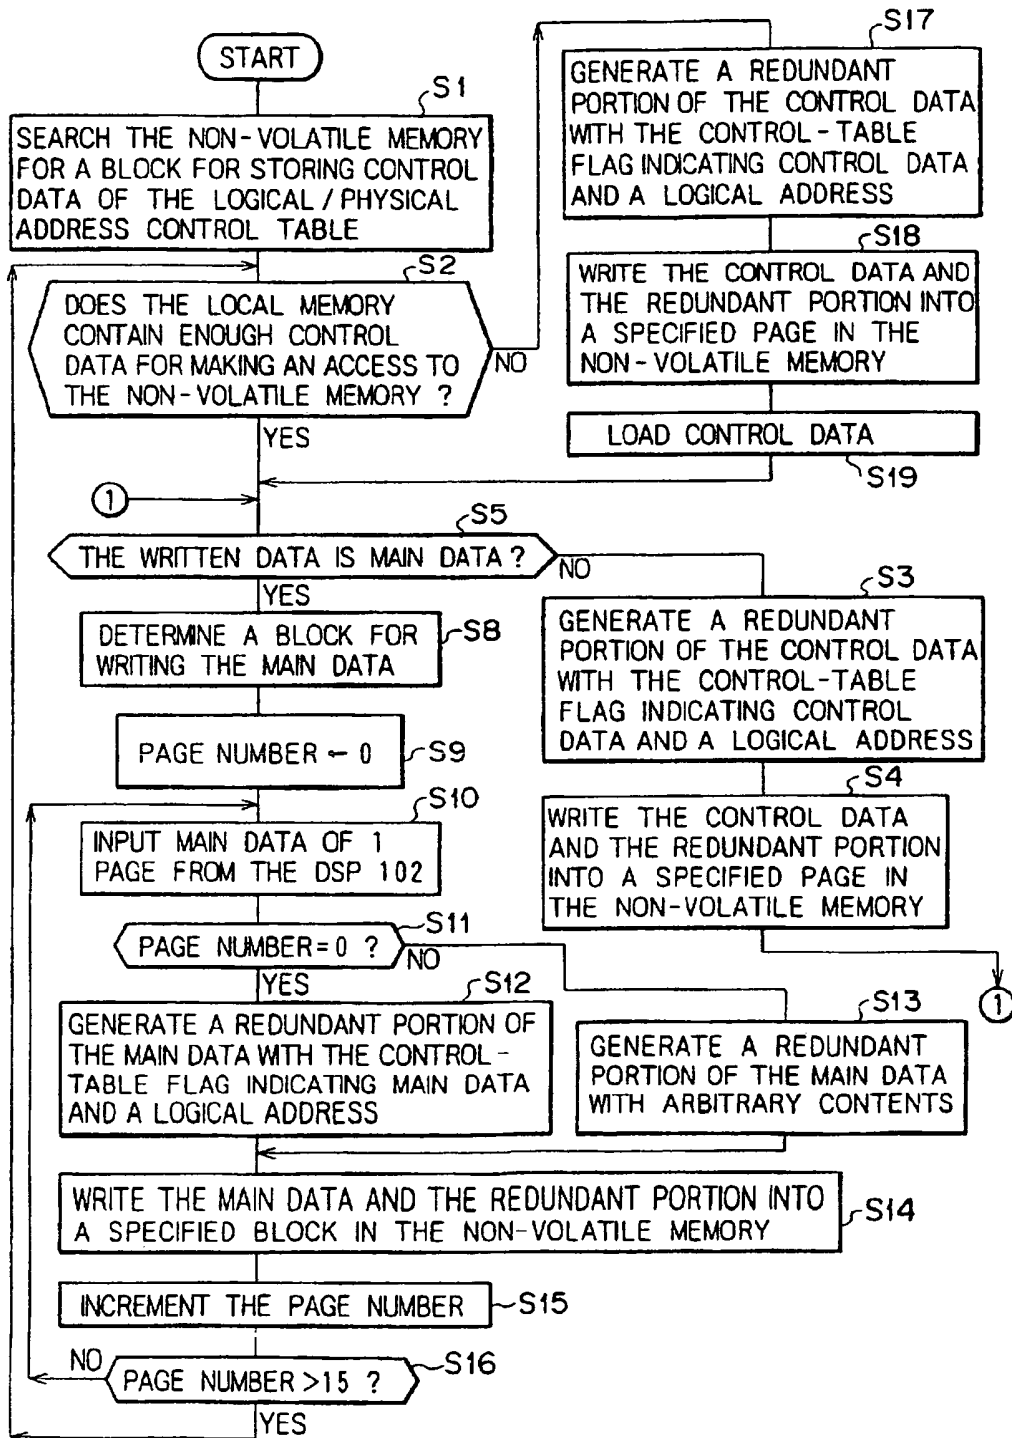 START
S1
SEARCH THE NON-VOLATILE MEMORY
FOR A BLOCK FOR STORING CONTROL
DATA OF THE LOGICAL / PHYSICAL
ADDRESS CONTROL TABLE
S2
DOES THE LOCAL MEMORY
CONTAIN ENOUGH CONTROL
DATA FOR MAKING AN ACCESS TO
THE NON-VOLATILE MEMORY ?
NO
YES
S17
GENERATE A REDUNDANT
PORTION OF THE CONTROL DATA
WITH THE CONTROL-TABLE
FLAG INDICATING CONTROL DATA
AND A LOGICAL ADDRESS
S18
WRITE THE CONTROL DATA AND
THE REDUNDANT PORTION INTO
A SPECIFIED PAGE IN THE
NON-VOLATILE MEMORY
LOAD CONTROL DATA
S19
1
S5
THE WRITTEN DATA IS MAIN DATA ?
NO
YES
S3
GENERATE A REDUNDANT
PORTION OF THE CONTROL DATA
WITH THE CONTROL-TABLE
FLAG INDICATING CONTROL
DATA AND A LOGICAL ADDRESS
S4
WRITE THE CONTROL DATA
AND THE REDUNDANT PORTION
INTO A SPECIFIED PAGE IN
THE NON-VOLATILE MEMORY
1
DETERMINE A BLOCK FOR
WRITING THE MAIN DATA
S8
PAGE NUMBER ← 0
S9
S10
INPUT MAIN DATA OF 1
PAGE FROM THE DSP 102
S11
PAGE NUMBER=0 ?
NO
YES
S12
GENERATE A REDUNDANT PORTION OF
THE MAIN DATA WITH THE CONTROL-
TABLE FLAG INDICATING MAIN DATA
AND A LOGICAL ADDRESS
S13
GENERATE A REDUNDANT
PORTION OF THE MAIN DATA
WITH ARBITRARY CONTENTS
WRITE THE MAIN DATA AND THE REDUNDANT PORTION INTO
A SPECIFIED BLOCK IN THE NON-VOLATILE MEMORY
S14
INCREMENT THE PAGE NUMBER
S15
NO
PAGE NUMBER >15 ?
S16
YES